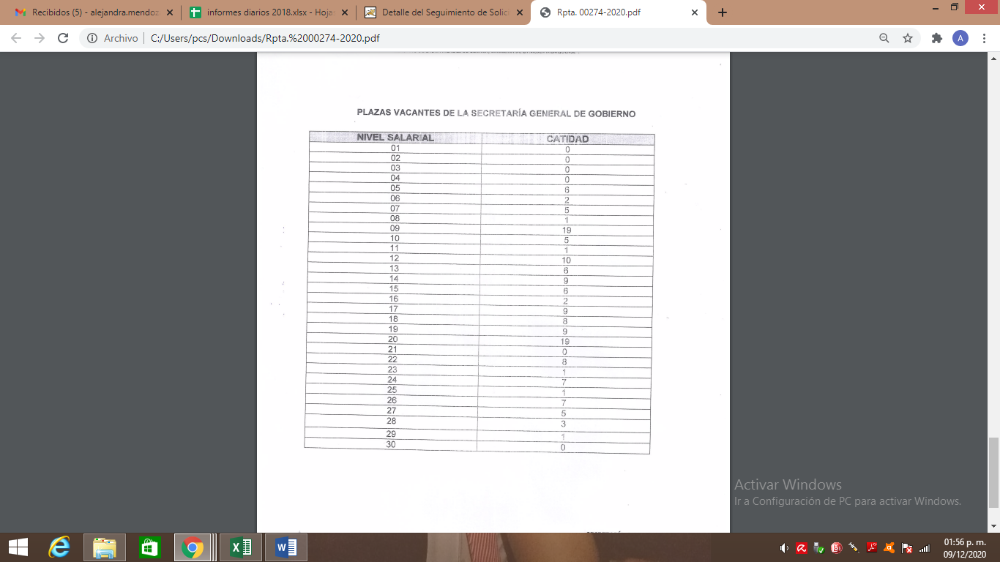 Recibidos (5) - alejandra.mendoz
informes diarios 2018.xlsx - Hoja
Detalle del Seguimiento de Solici
Rpta. 00274-2020.pdf
Archivo C:/Users/pcs/Downloads/Rpta.%2000274-2020.pdf
A
PLAZAS VACANTES DE LA SECRETARÍA GENERAL DE GOBIERNO
NIVEL SALARIAL CATIDAD
01 0
02 0
03 0
04 0
05 6
06 2
07 5
08 1
09 19
10 5
11 1
12 10
13 6
14 9
15 6
16 2
17 9
18 8
19 9
20 19
21 0
22 8
23 1
24 7
25 1
26 7
27 5
28 3
29 1
30 0
Activar Windows
Ir a Configuración de PC para activar Windows.
01:56 p. m.
09/12/2020